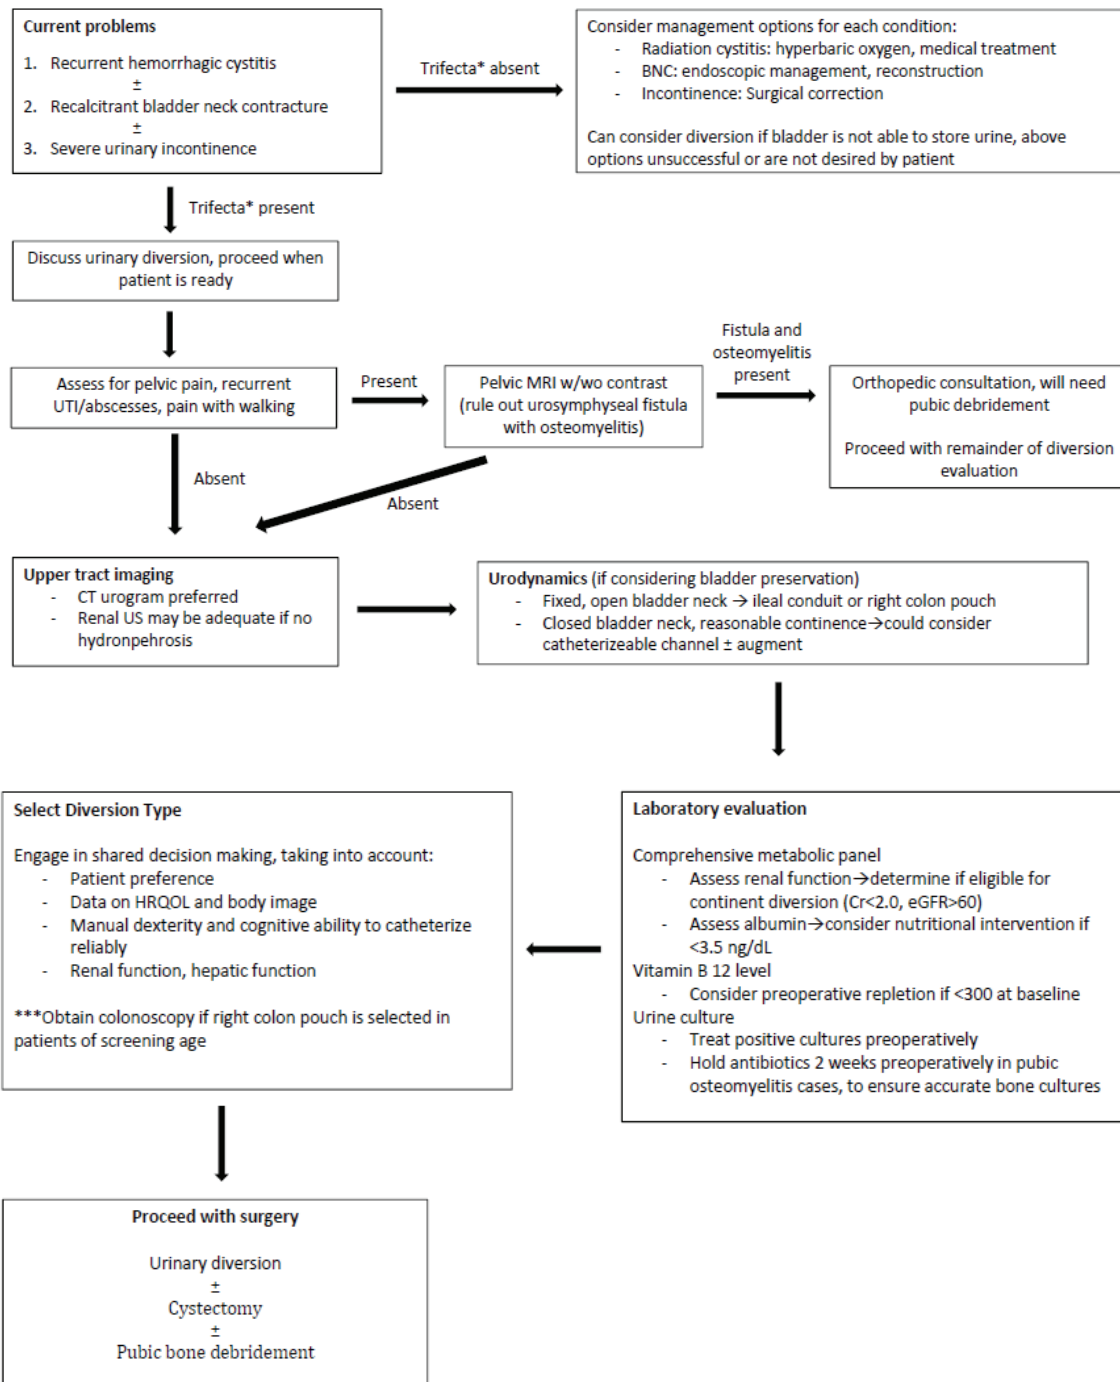 Current problems
1. Recurrent hemorrhagic cystitis
±
2. Recalcitrant bladder neck contracture
±
3. Severe urinary incontinence
Trifecta* absent
Consider management options for each condition:
- Radiation cystitis: hyperbaric oxygen, medical treatment
- BNC: endoscopic management, reconstruction
- Incontinence: Surgical correction
Can consider diversion if bladder is not able to store urine, above
options unsuccessful or are not desired by patient
Trifecta* present
Discuss urinary diversion, proceed when
patient is ready
Assess for pelvic pain, recurrent
UTI/abscesses, pain with walking
Present
Pelvic MRI w/wo contrast
(rule out urosymphyseal fistula
with osteomyelitis)
Fistula and
osteomyelitis
present
Orthopedic consultation, will need
pubic debridement
Proceed with remainder of diversion
evaluation
Absent
Absent
Upper tract imaging
- CT urogram preferred
- Renal US may be adequate if no
hydronpehrosis
Urodynamics (if considering bladder preservation)
- Fixed, open bladder neck → ileal conduit or right colon pouch
- Closed bladder neck, reasonable continence→could consider
catheterizeable channel ± augment
Laboratory evaluation
Comprehensive metabolic panel
- Assess renal function→determine if eligible for
continent diversion (Cr<2.0, eGFR>60)
- Assess albumin→consider nutritional intervention if
<3.5 ng/dL
Vitamin B 12 level
- Consider preoperative repletion if <300 at baseline
Urine culture
- Treat positive cultures preoperatively
- Hold antibiotics 2 weeks preoperatively in pubic
osteomyelitis cases, to ensure accurate bone cultures
Select Diversion Type
Engage in shared decision making, taking into account:
- Patient preference
- Data on HRQOL and body image
- Manual dexterity and cognitive ability to catheterize
reliably
- Renal function, hepatic function
***Obtain colonoscopy if right colon pouch is selected in
patients of screening age
Proceed with surgery
Urinary diversion
±
Cystectomy
±
Pubic bone debridement